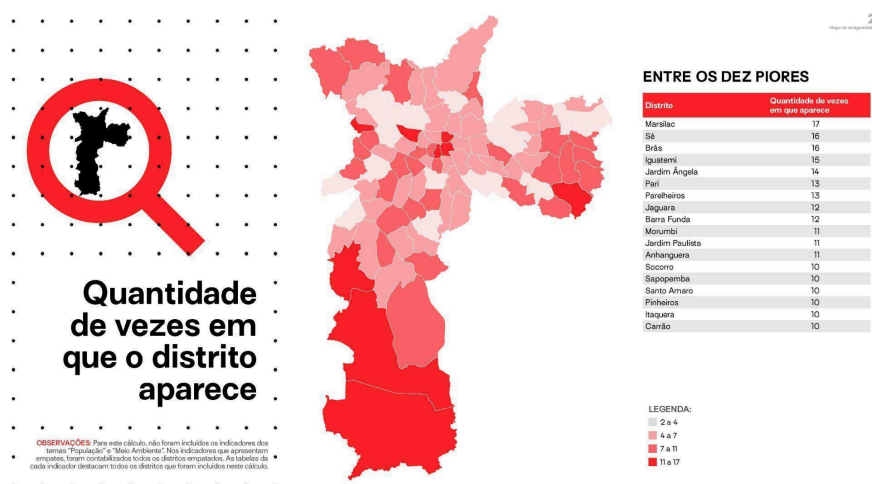 Quantidade
de vezes em
que o distrito
aparece
OBSERVAÇÕES: Para este cálculo, não foram incluídos os indicadores dos
temas "População" e "Meio Ambiente". Nos indicadores que apresentam
empates, foram contabilizados todos os distritos empatados. As tabelas da
cada indicador destacam todos os distritos que foram incluídos neste cálculo.
2
Mapa da desigualdade
ENTRE OS DEZ PIORES
Distrito Quantidade de vezes
em que aparece
Marsilac 17
Sé 16
Brás 16
Iguatemi 15
Jardim Ângela 14
Pari 13
Parelheiros 13
Jaguara 12
Barra Funda 12
Morumbi 11
Jardim Paulista 11
Anhanguera 11
Socorro 10
Sapopemba 10
Santo Amaro 10
Pinheiros 10
Itaquera 10
Carrão 10
LEGENDA:
2 a 4
4 a 7
7 a 11
11 a 17